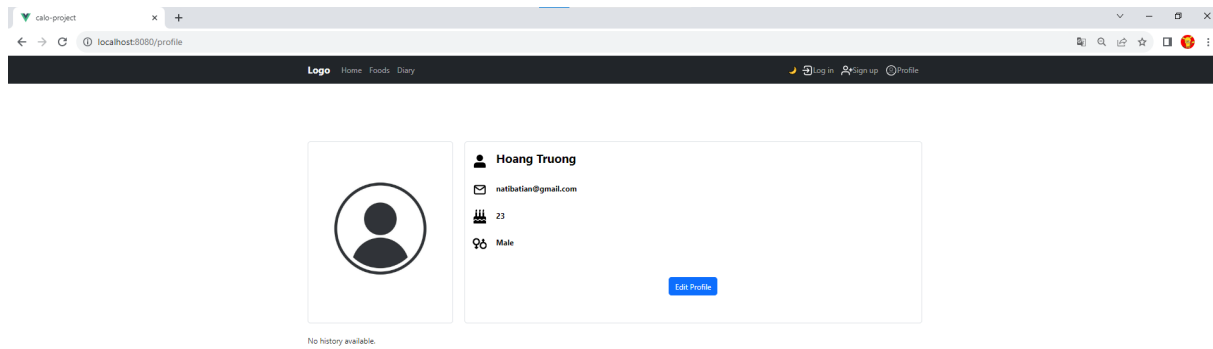 calo-project
localhost:8080/profile
Logo Home Foods Diary Log in Sign up Profile
Hoang Truong
natibatian@gmail.com
23
Male
Edit Profile
No history available.